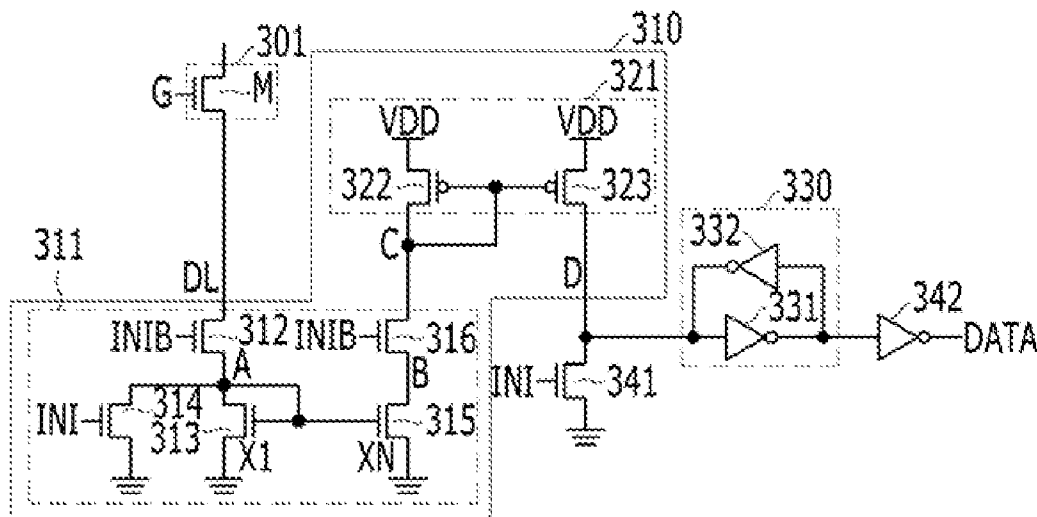 301
310
G
M
321
VDD
VDD
322
323
330
311
C
332
DL
D
331
342
INIB
312
INIB
316
DATA
A
B
INI
341
INI
314
313
315
X1
XN